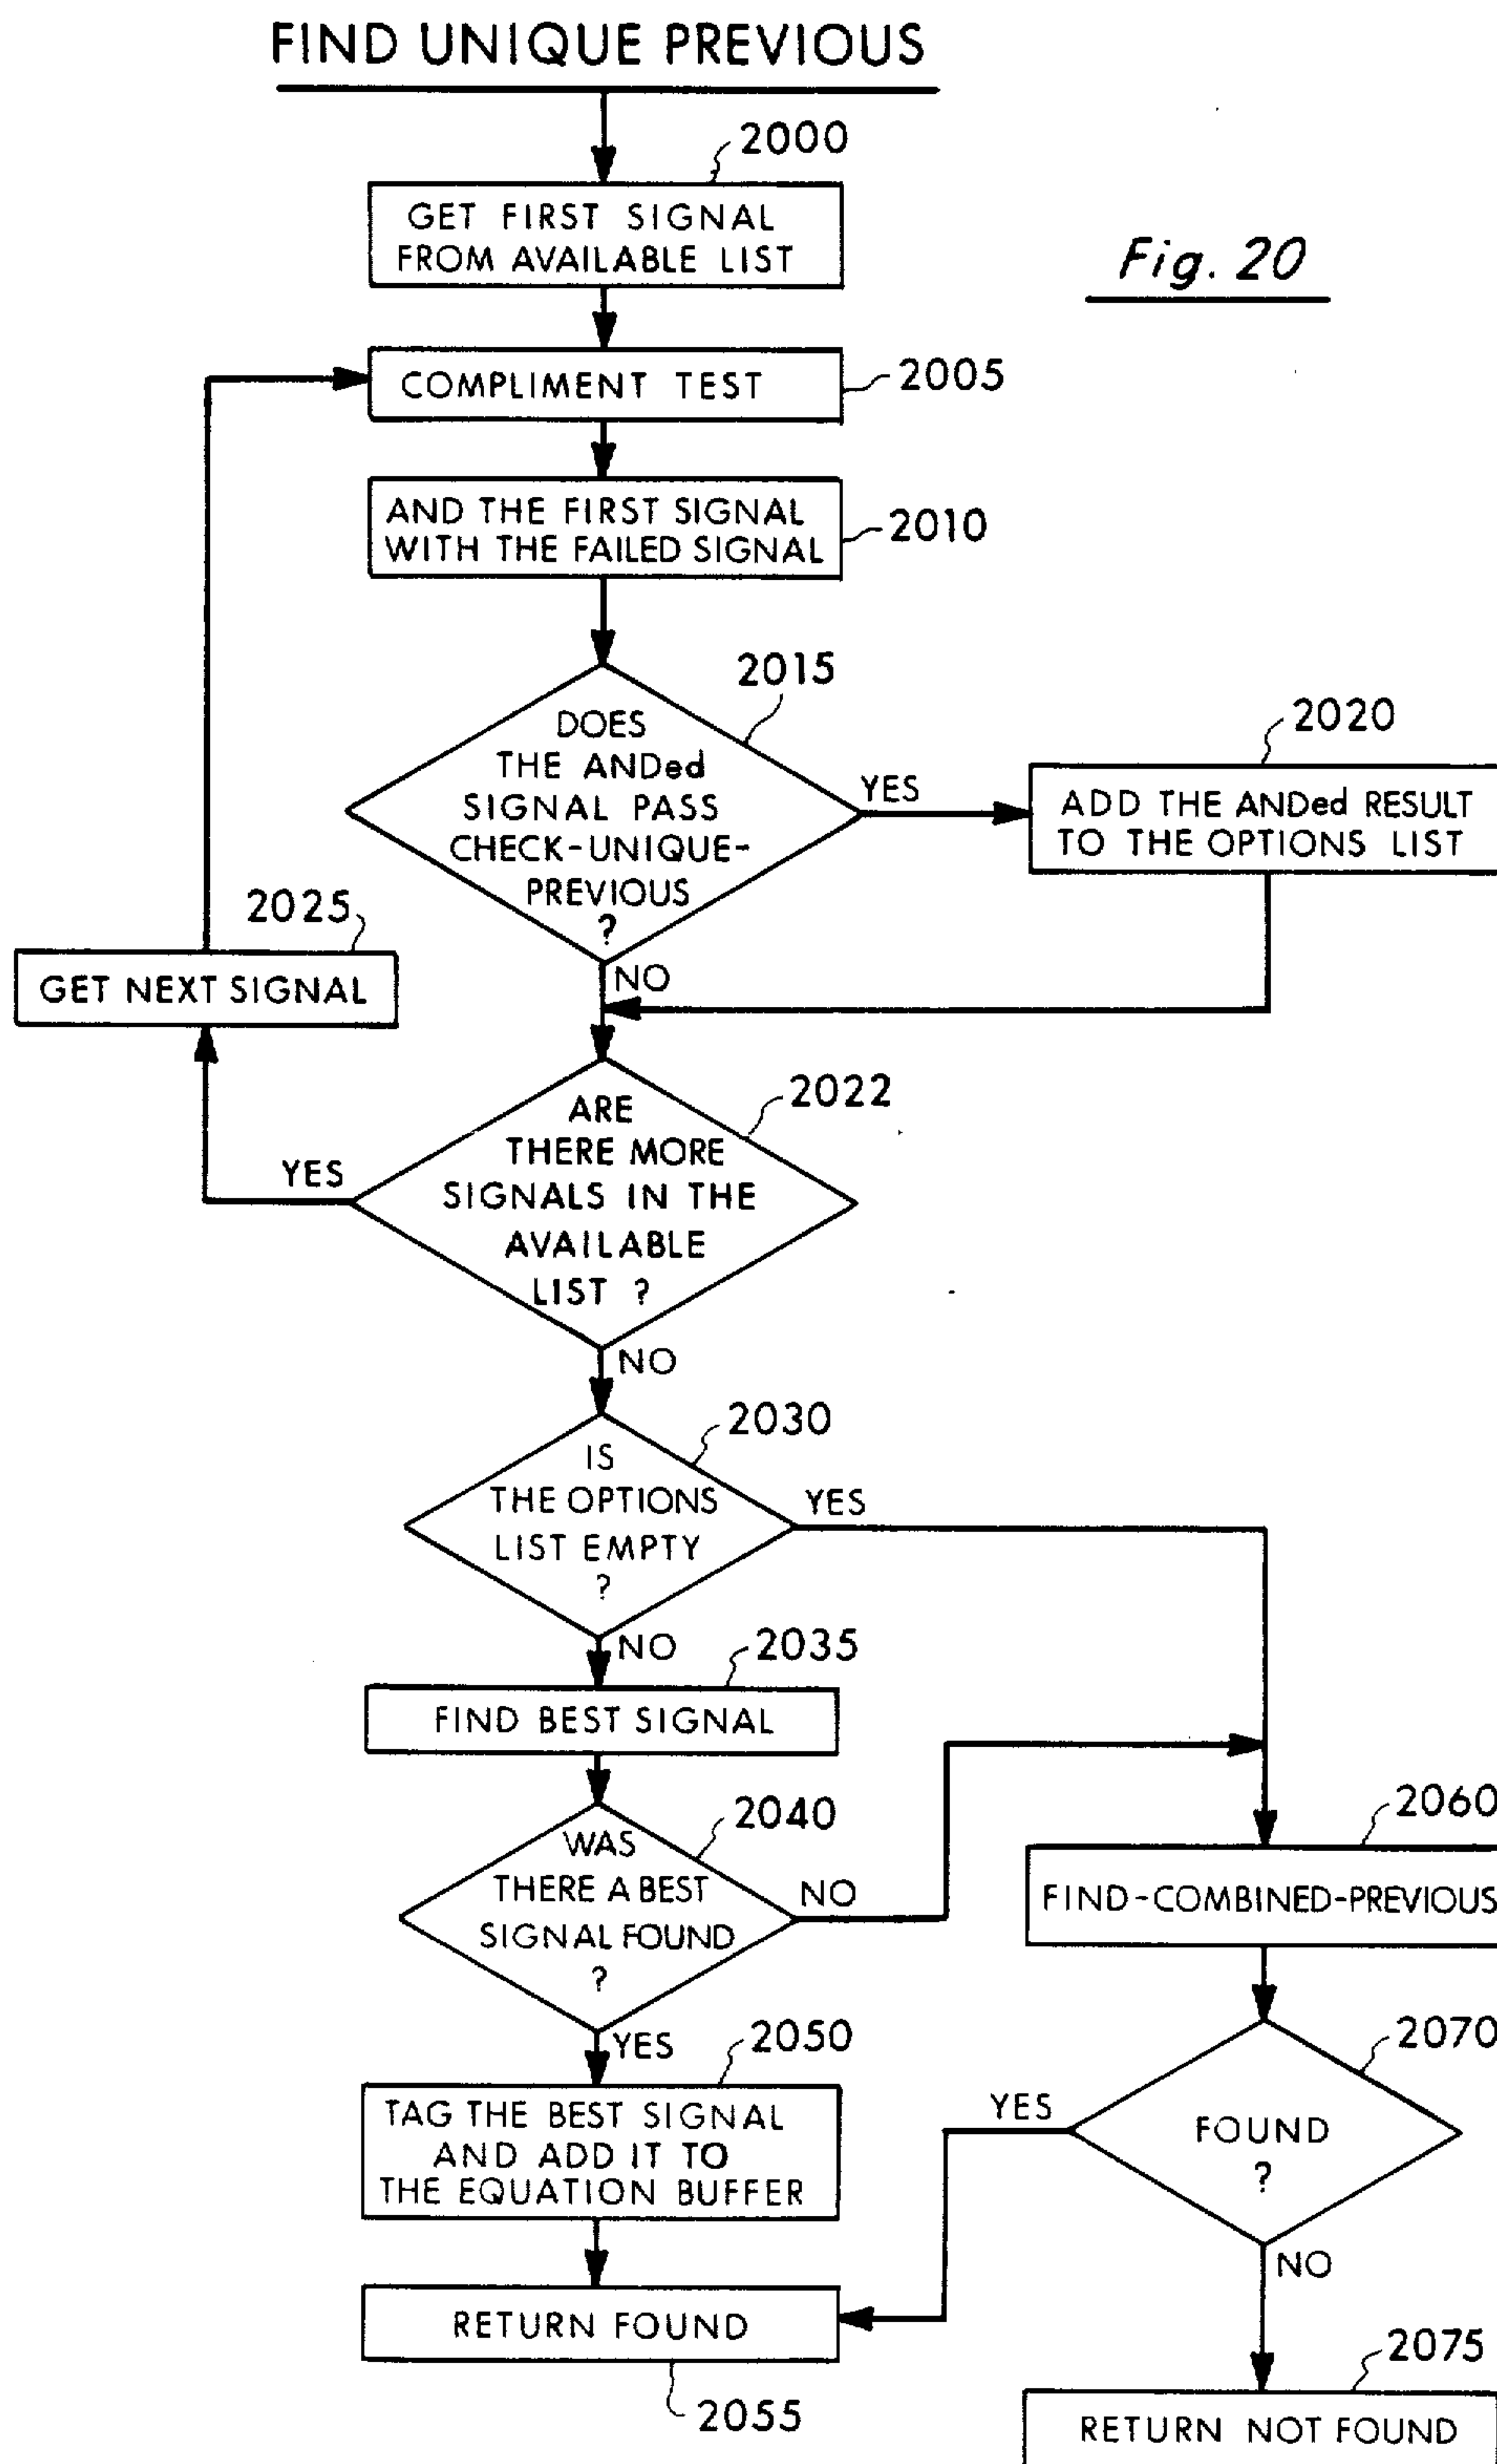 FIND UNIQUE PREVIOUS
2000
GET FIRST SIGNAL
FROM AVAILABLE LIST
Fig. 20
COMPLIMENT TEST
2005
AND THE FIRST SIGNAL
WITH THE FAILED SIGNAL
2010
2015
DOES
THE ANDed
SIGNAL PASS
CHECK-UNIQUE-
PREVIOUS
?
YES
2020
ADD THE ANDed RESULT
TO THE OPTIONS LIST
2025
GET NEXT SIGNAL
NO
2022
ARE
THERE MORE
SIGNALS IN THE
AVAILABLE
LIST ?
YES
NO
2030
IS
THE OPTIONS
LIST EMPTY
?
YES
NO
2035
FIND BEST SIGNAL
2040
WAS
THERE A BEST
SIGNAL FOUND
?
NO
2060
FIND-COMBINED-PREVIOUS
YES
2050
TAG THE BEST SIGNAL
AND ADD IT TO
THE EQUATION BUFFER
2070
YES
FOUND
?
NO
RETURN FOUND
2055
2075
RETURN NOT FOUND